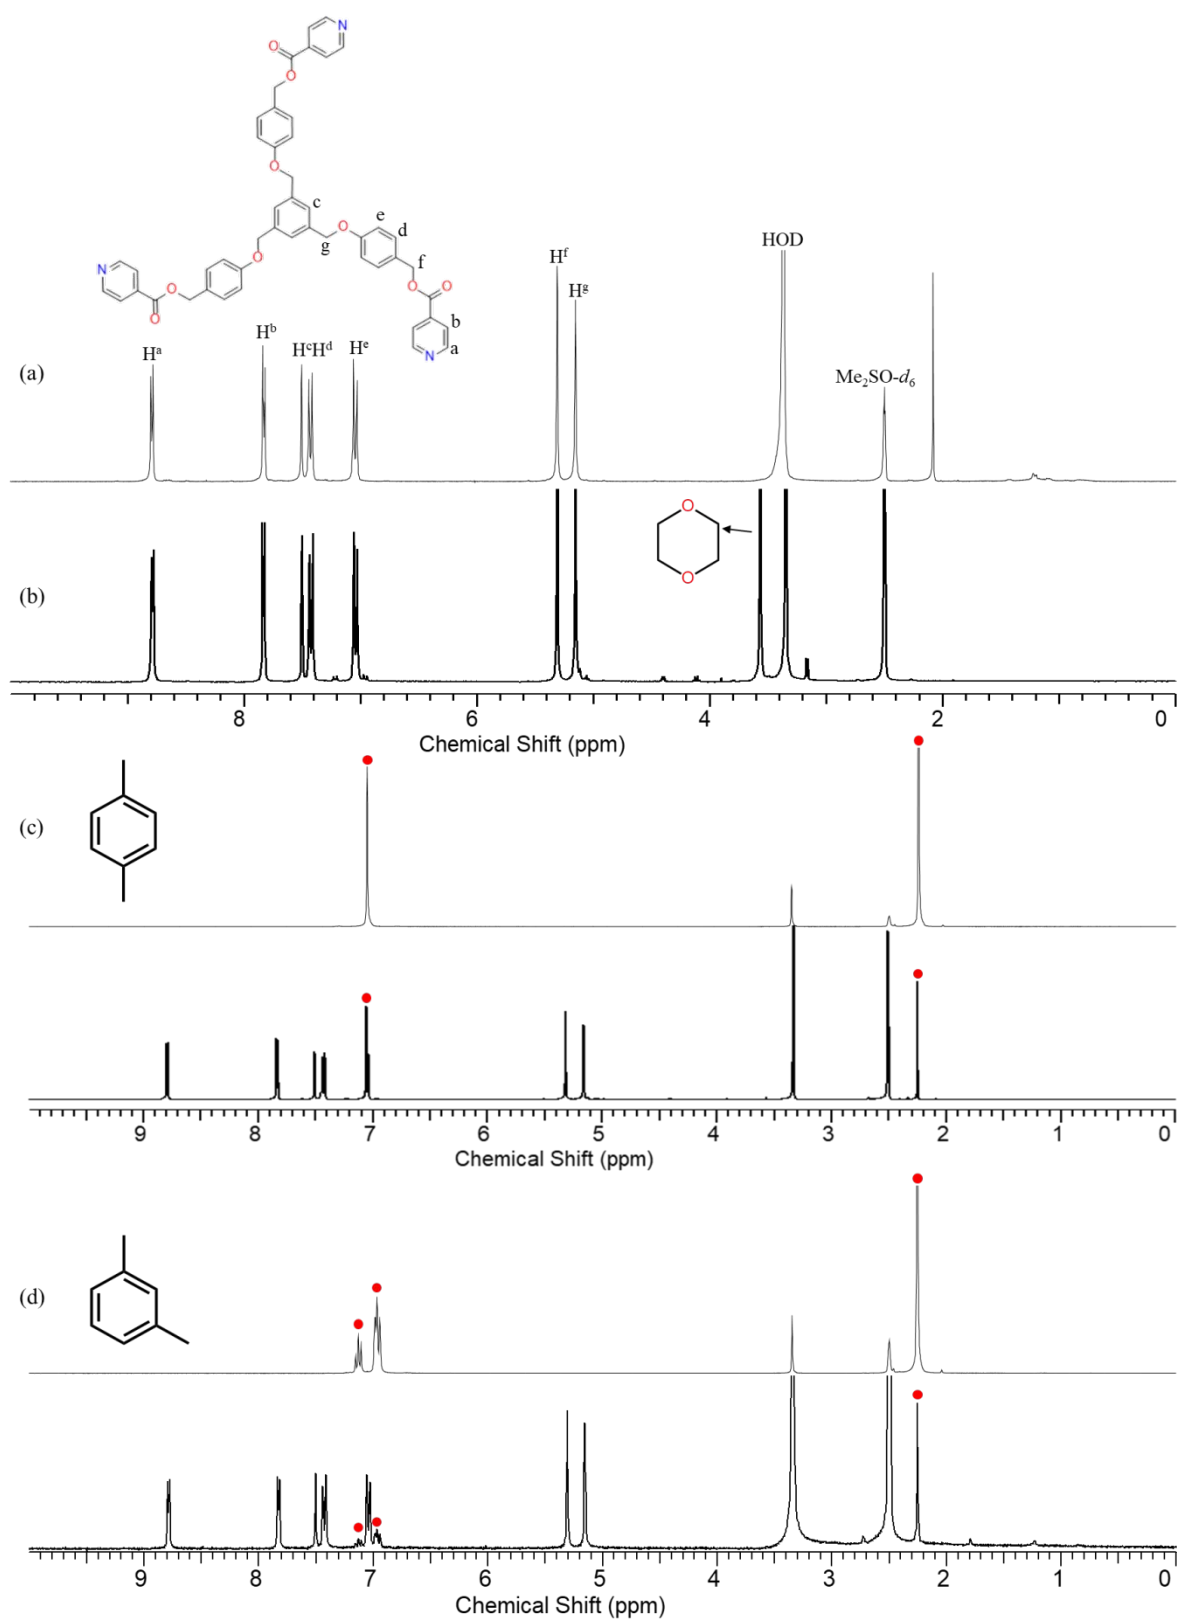 N
O
O
O
c
e
d
O
g
f
O
O
O
b
N
a
N
O
O
O
(a)
Hᵃ
Hᵇ
HᶜHᵈ
Hᵉ
Hᶠ
Hᵍ
HOD
Me₂SO-d₆
(b)
O
O
8 6 4 2 0
Chemical Shift (ppm)
(c)
9 8 7 6 5 4 3 2 1 0
Chemical Shift (ppm)
(d)
9 8 7 6 5 4 3 2 1 0
Chemical Shift (ppm)